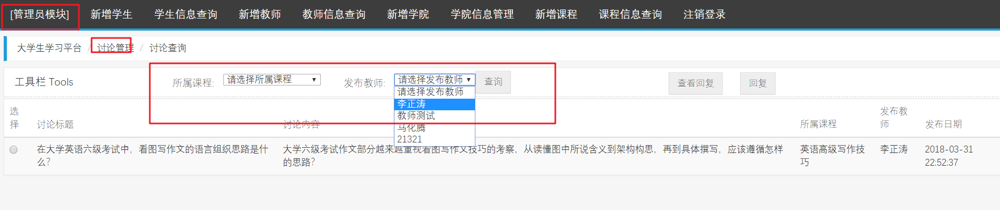 [管理员模块] 新增学生 学生信息查询 新增教师 教师信息查询 新增学院 学院信息管理 新增课程 课程信息查询 注销登录
大学生学习平台 / 讨论管理 / 讨论查询
工具栏 Tools 所属课程: 请选择所属课程 发布教师: 请选择发布教师 查询 查看回复 回复
请选择发布教师
李正涛
教师测试
马化腾
21321
选择 讨论标题 讨论内容 所属课程 发布教师 发布日期
在大学英语六级考试中，看图写作文的语言组织思路是什么？
大学六级考试作文部分越来越重视看图写作文技巧的考察，从读懂图中所说含义到架构构思，再到具体撰写，应该遵循怎样的思路？
英语高级写作技巧
李正涛
2018-03-31
22:52:37